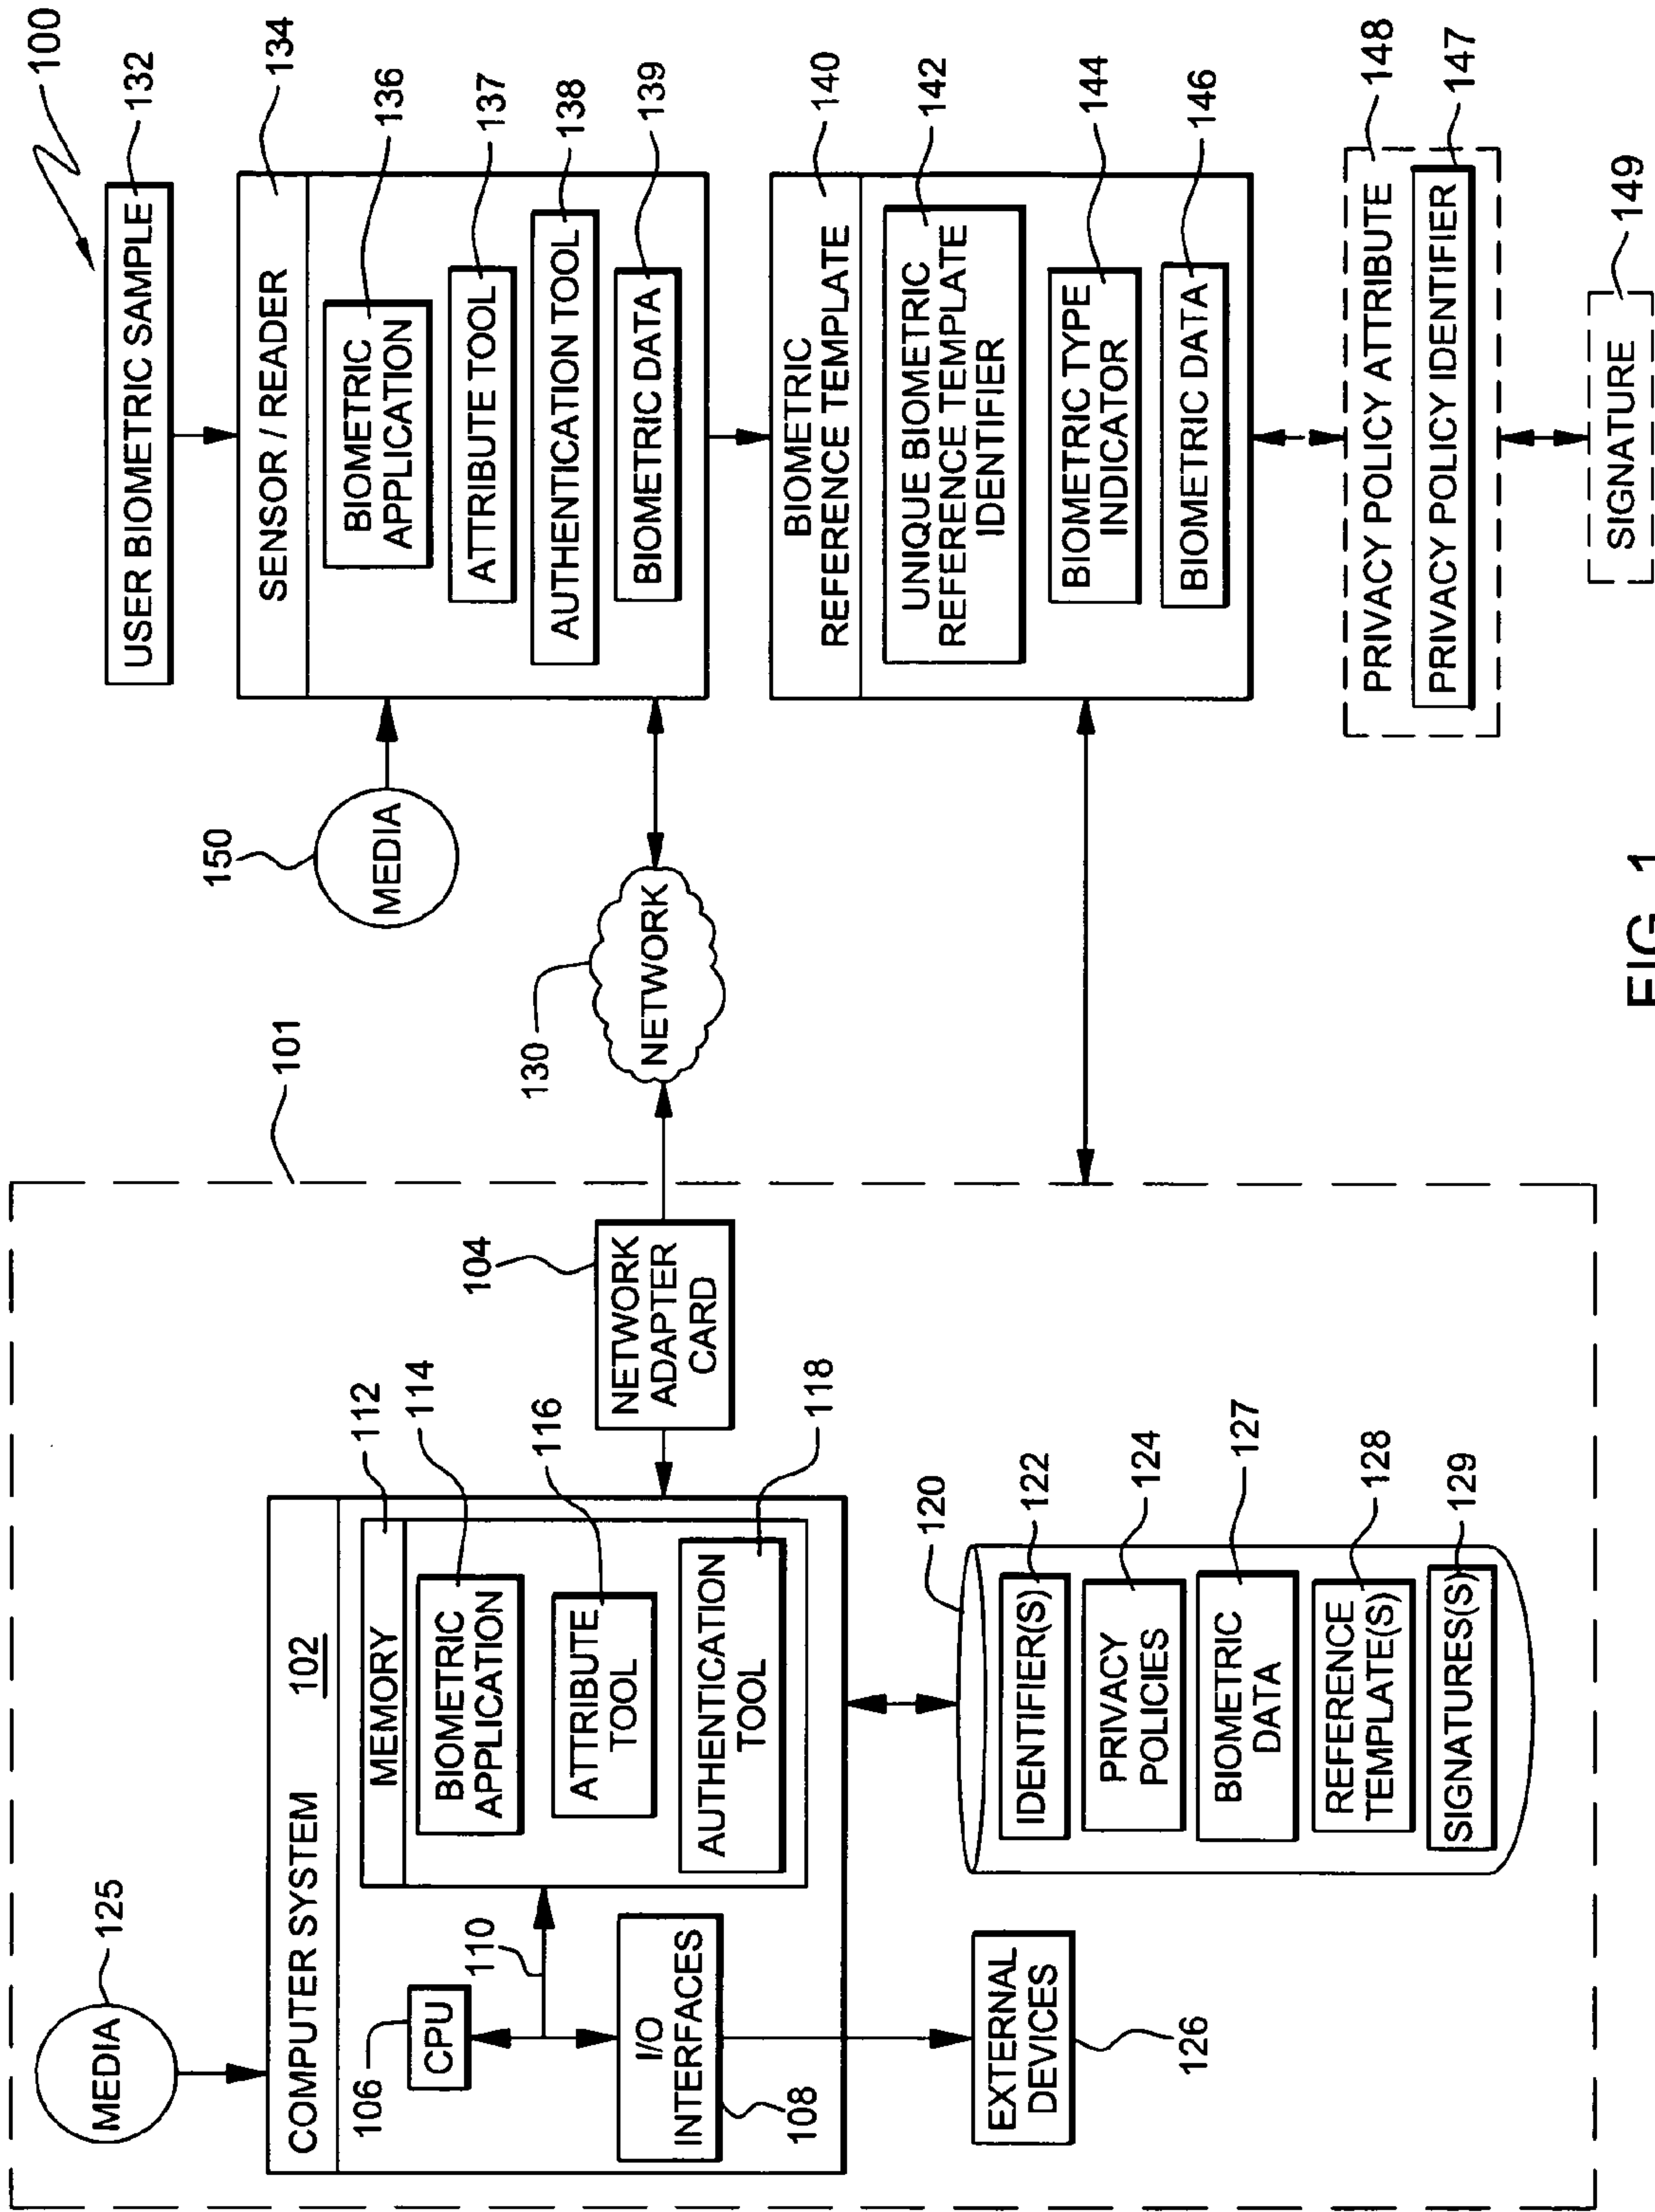 100
USER BIOMETRIC SAMPLE
132
SENSOR / READER
134
BIOMETRIC
APPLICATION
136
ATTRIBUTE TOOL
137
AUTHENTICATION TOOL
138
BIOMETRIC DATA
139
MEDIA
150
NETWORK
130
BIOMETRIC
REFERENCE TEMPLATE
140
UNIQUE BIOMETRIC
REFERENCE TEMPLATE
IDENTIFIER
142
BIOMETRIC TYPE
INDICATOR
144
BIOMETRIC DATA
146
PRIVACY POLICY ATTRIBUTE
148
PRIVACY POLICY IDENTIFIER
147
SIGNATURE
149
101
MEDIA
125
COMPUTER SYSTEM 102
CPU
106
110
I/O
INTERFACES
108
MEMORY
112
BIOMETRIC
APPLICATION
114
ATTRIBUTE
TOOL
116
AUTHENTICATION
TOOL
118
NETWORK
ADAPTER
CARD
104
EXTERNAL
DEVICES
126
120
IDENTIFIER(S)
122
PRIVACY
POLICIES
124
BIOMETRIC
DATA
127
REFERENCE
TEMPLATE(S)
128
SIGNATURES(S)
129
FIG. 1